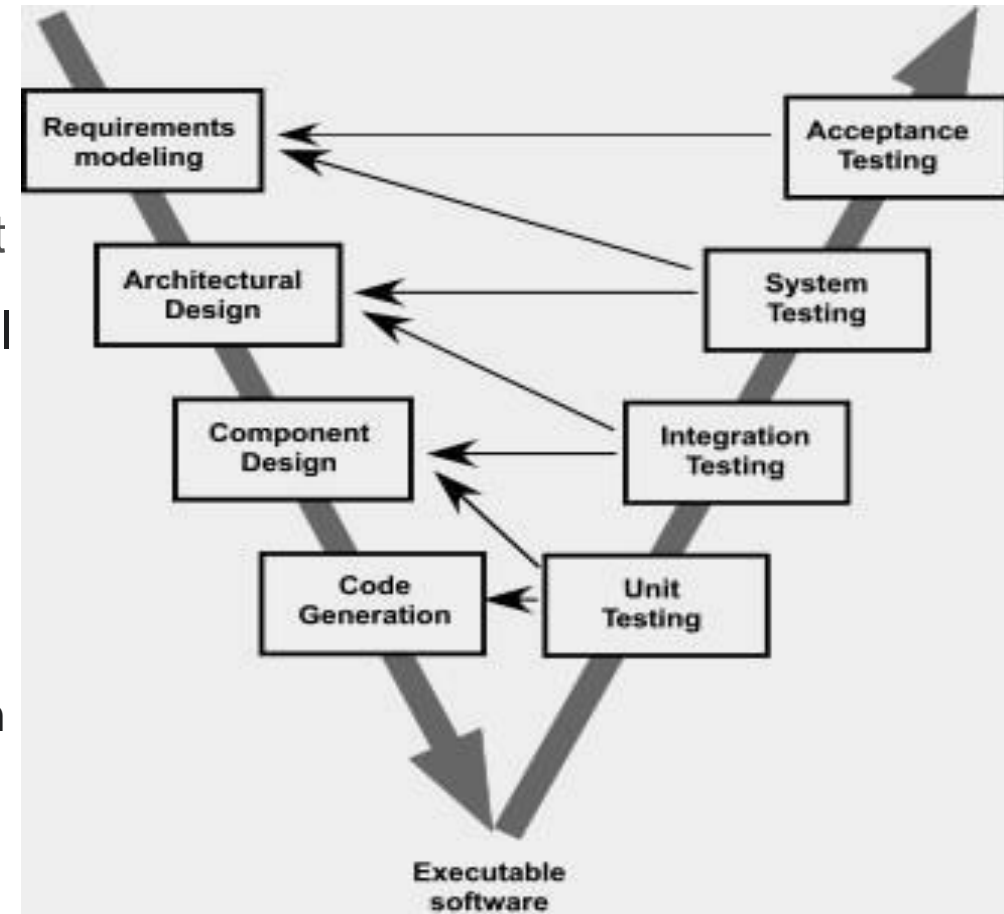 Requirements
modeling
Acceptance
Testing
t
Architectural
Design
System
Testing
l
Component
Design
Integration
Testing
Code
Generation
Unit
Testing
n
Executable
software